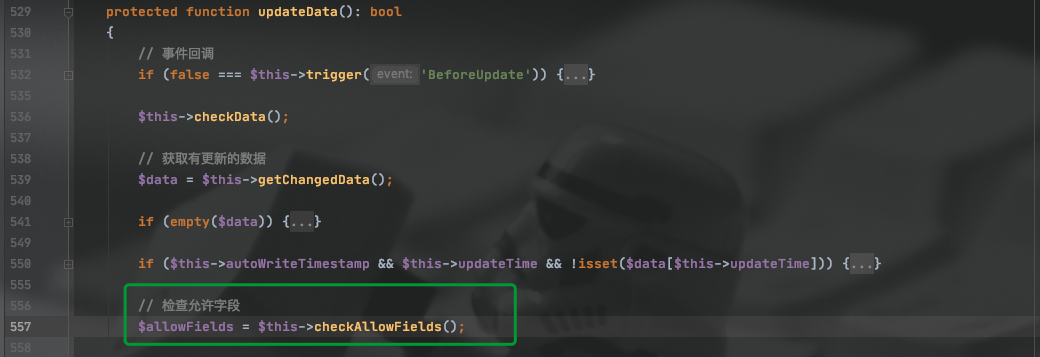 529 protected function updateData(): bool
530 {
531 // 事件回调
532 if (false === $this->trigger( event: 'BeforeUpdate')) {...}
535
536 $this->checkData();
537
538 // 获取有更新的数据
539 $data = $this->getChangedData();
540
541 if (empty($data)) {...}
549
550 if ($this->autoWriteTimestamp && $this->updateTime && !isset($data[$this->updateTime])) {...}
555
556 // 检查允许字段
557 $allowFields = $this->checkAllowFields();
558